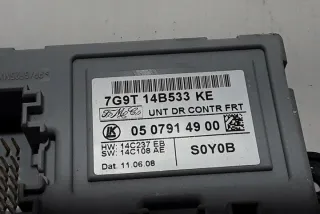 7G9T 14B533 KE
UNT DR CONTR FRT
LK 05 0791 49 00
HW: 14C237 EB
SW: 14C108 AE
S0Y0B
Dat. 11.06.08